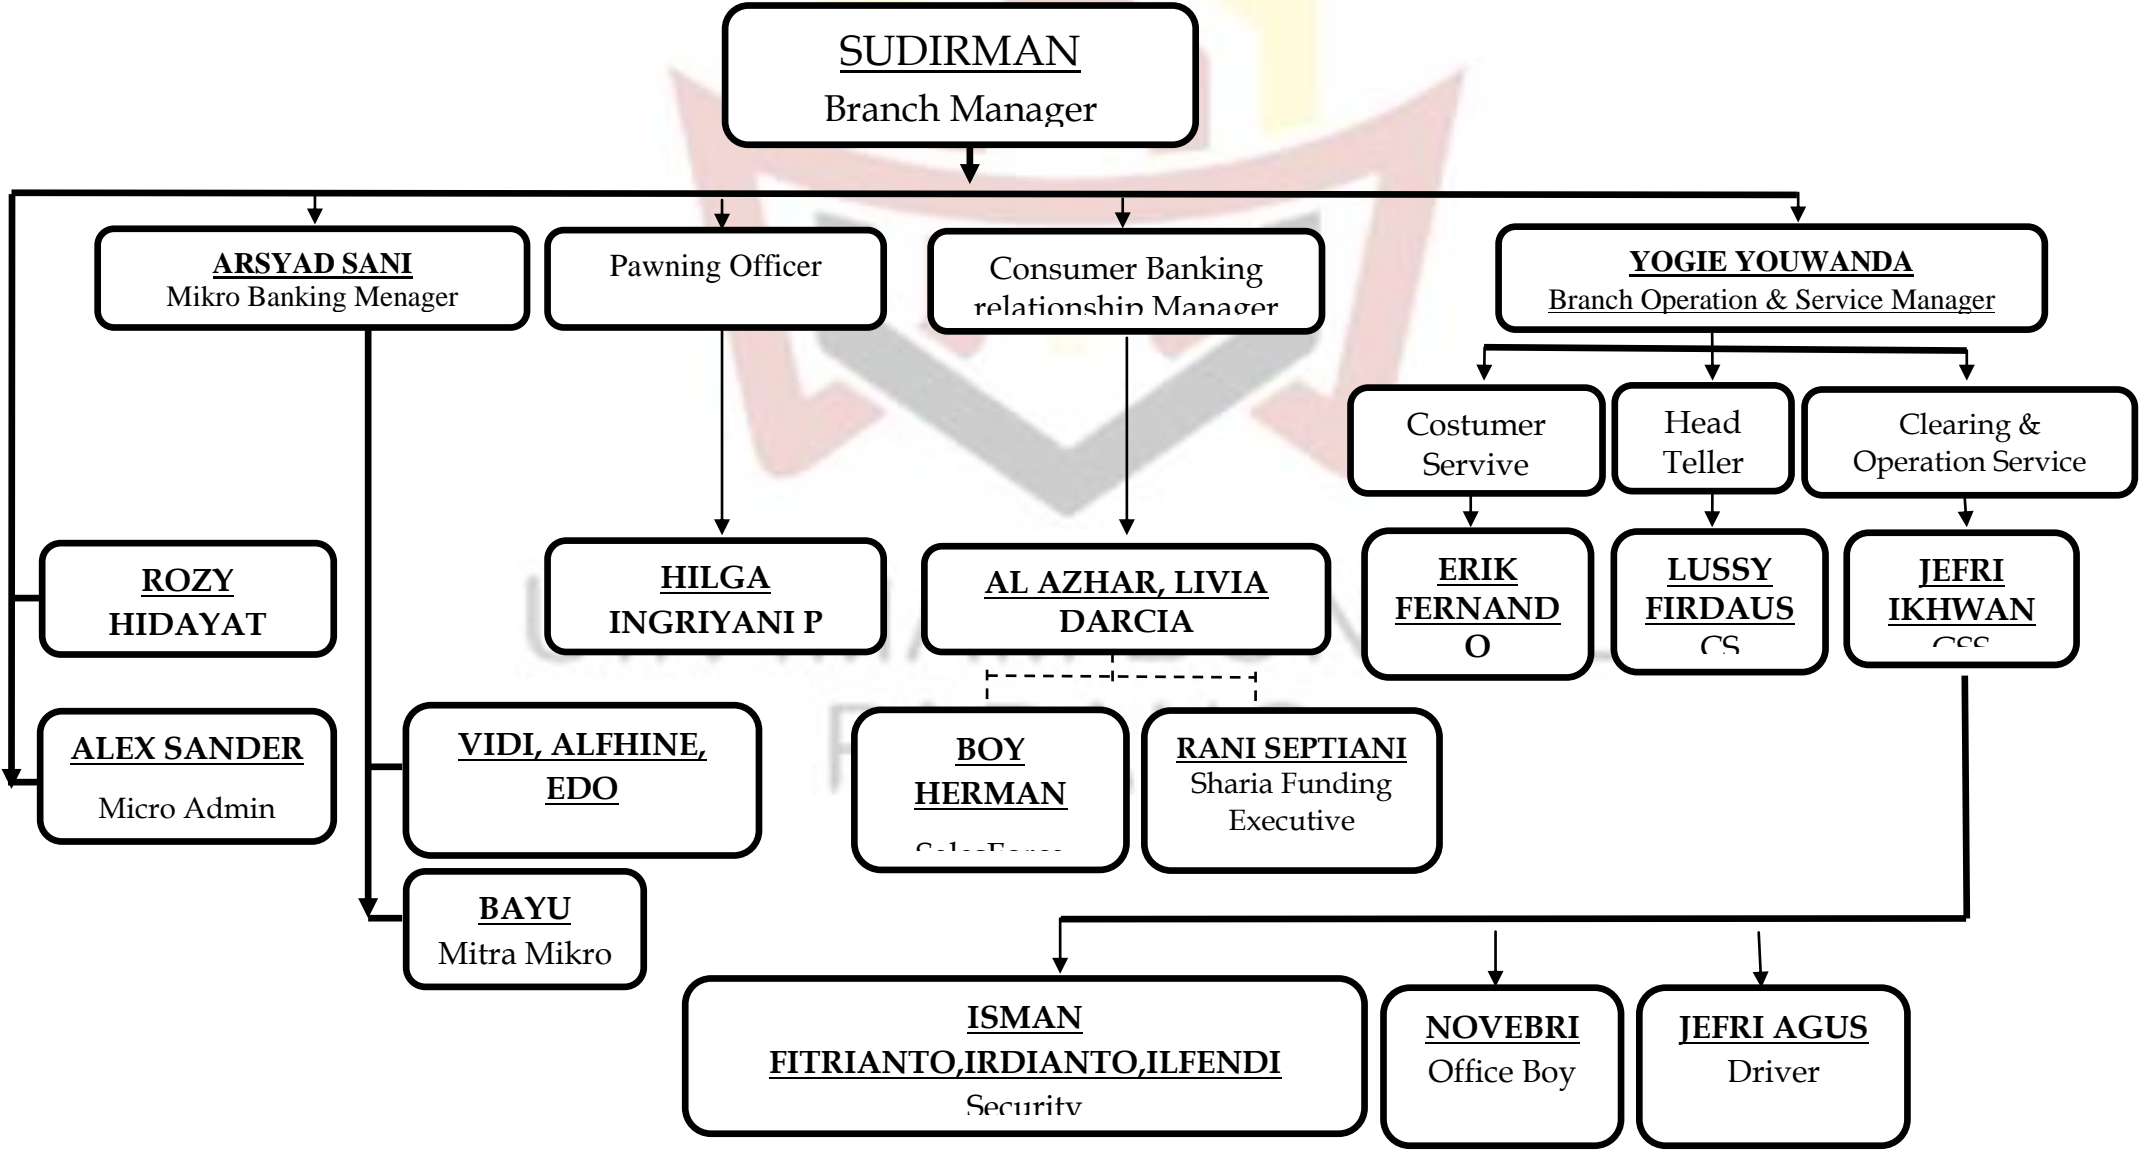 SUDIRMAN
Branch Manager
ARSYAD SANI
Mikro Banking Menager
Pawning Officer
Consumer Banking
relationship Manager
YOGIE YOUWANDA
Branch Operation & Service Manager
Costumer
Servive
Head
Teller
Clearing &
Operation Service
ROZY
HIDAYAT
HILGA
INGRIYANI P
AL AZHAR, LIVIA
DARCIA
ERIK
FERNAND
O
LUSSY
FIRDAUS
CS
JEFRI
IKHWAN
ALEX SANDER
Micro Admin
VIDI, ALFHINE,
EDO
BOY
HERMAN
RANI SEPTIANI
Sharia Funding
Executive
BAYU
Mitra Mikro
ISMAN
FITRIANTO,IRDIANTO,ILFENDI
Security
NOVEBRI
Office Boy
JEFRI AGUS
Driver